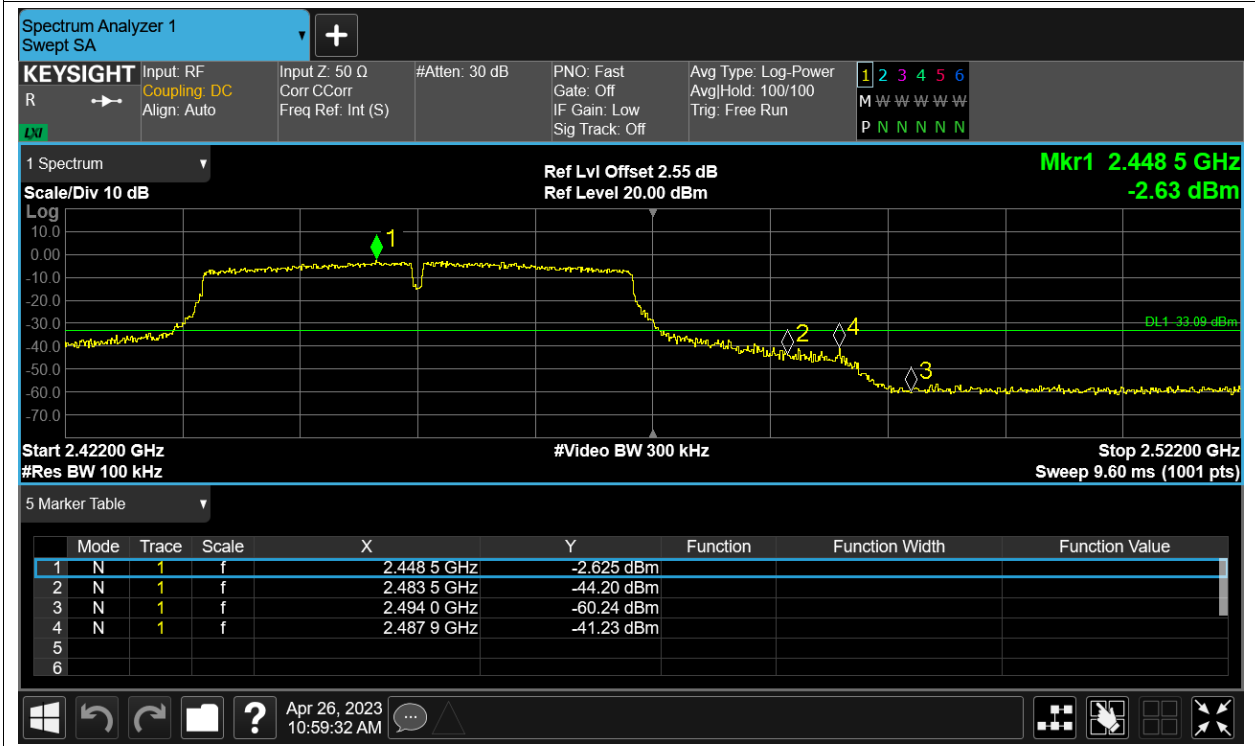 Spectrum Analyzer 1
Swept SA
+
KEYSIGHT Input: RF Input Z: 50 Ω #Atten: 30 dB PNO: Fast Avg Type: Log-Power 1 2 3 4 5 6
R Coupling: DC Corr CCorr Gate: Off Avg|Hold: 100/100 M W W W W W W
Align: Auto Freq Ref: Int (S) IF Gain: Low Trig: Free Run P N N N N N N
LXI Sig Track: Off
1 Spectrum Ref Lvl Offset 2.55 dB Mkr1 2.448 5 GHz
Scale/Div 10 dB Ref Level 20.00 dBm -2.63 dBm
Log
10.0
1
0.00
-10.0
-20.0
-30.0 2 4 DL1 -33.09 dBm
-40.0
-50.0 3
-60.0
-70.0
Start 2.42200 GHz #Video BW 300 kHz Stop 2.52200 GHz
#Res BW 100 kHz Sweep 9.60 ms (1001 pts)
5 Marker Table
Mode Trace Scale X Y Function Function Width Function Value
1 N 1 f 2.448 5 GHz -2.625 dBm
2 N 1 f 2.483 5 GHz -44.20 dBm
3 N 1 f 2.494 0 GHz -60.24 dBm
4 N 1 f 2.487 9 GHz -41.23 dBm
5
6
? Apr 26, 2023
10:59:32 AM